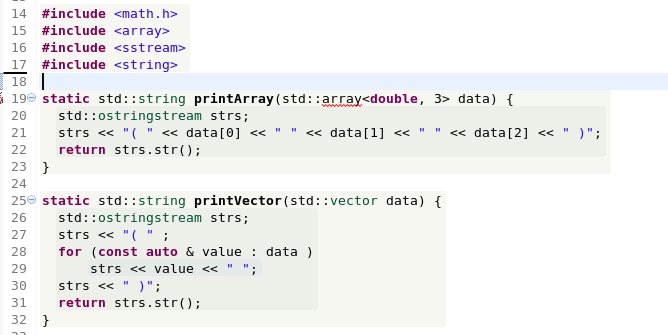 14 #include <math.h>
15 #include <array>
16 #include <sstream>
17 #include <string>
18
19 static std::string printArray(std::array<double, 3> data) {
20   std::ostringstream strs;
21   strs << "( " << data[0] << " " << data[1] << " " << data[2] << " )";
22   return strs.str();
23 }
24
25 static std::string printVector(std::vector data) {
26   std::ostringstream strs;
27   strs << "( " ;
28   for (const auto & value : data )
29       strs << value << " ";
30   strs << " )";
31   return strs.str();
32 }